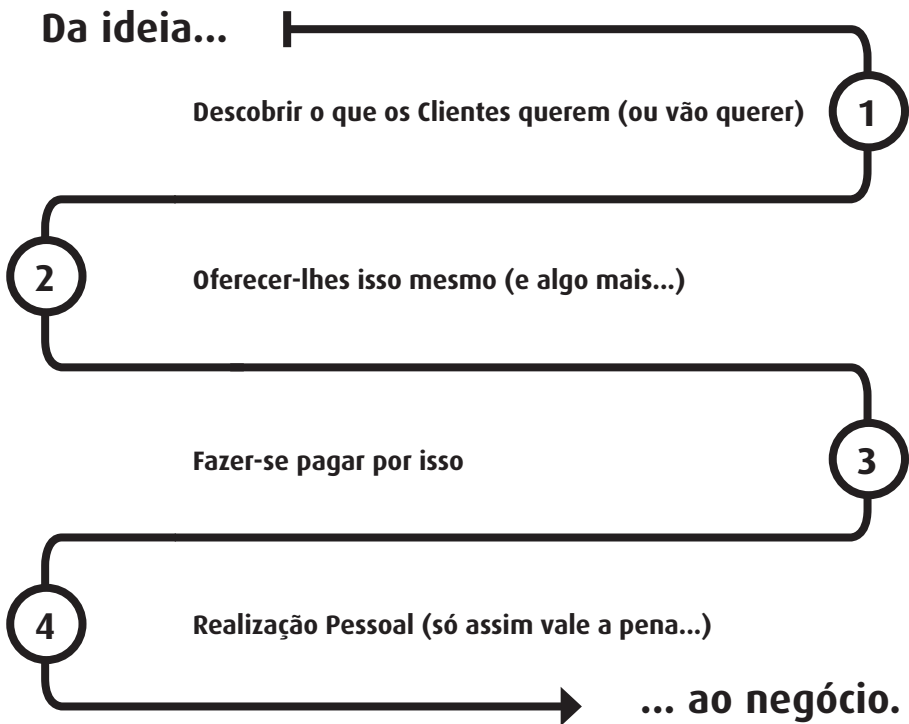 Da ideia...
Descobrir o que os Clientes querem (ou vão querer)
1
2
Oferecer-lhes isso mesmo (e algo mais...)
Fazer-se pagar por isso
3
4
Realização Pessoal (só assim vale a pena...)
... ao negócio.